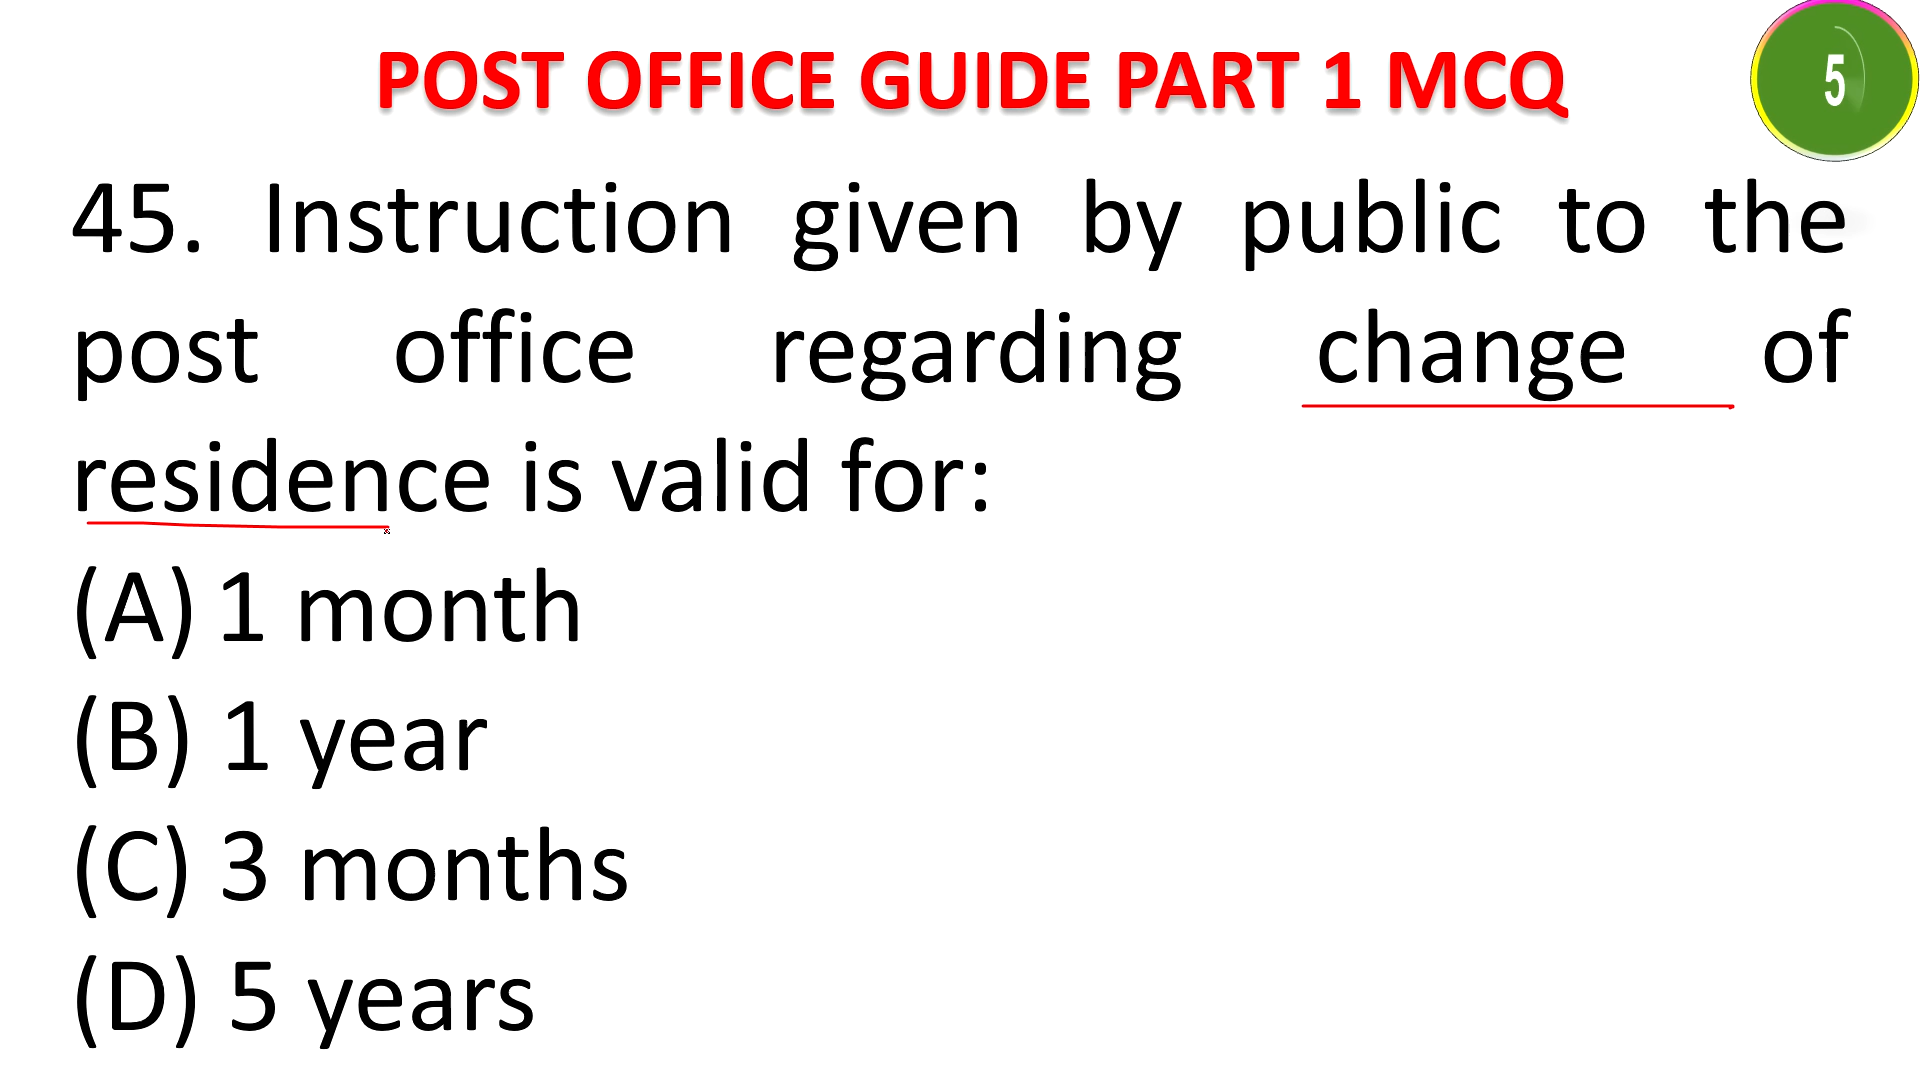 POST OFFICE GUIDE PART 1 MCQ
5
45. Instruction given by public to the
post office regarding change of
residence is valid for:
(A) 1 month
(B) 1 year
(C) 3 months
(D) 5 years